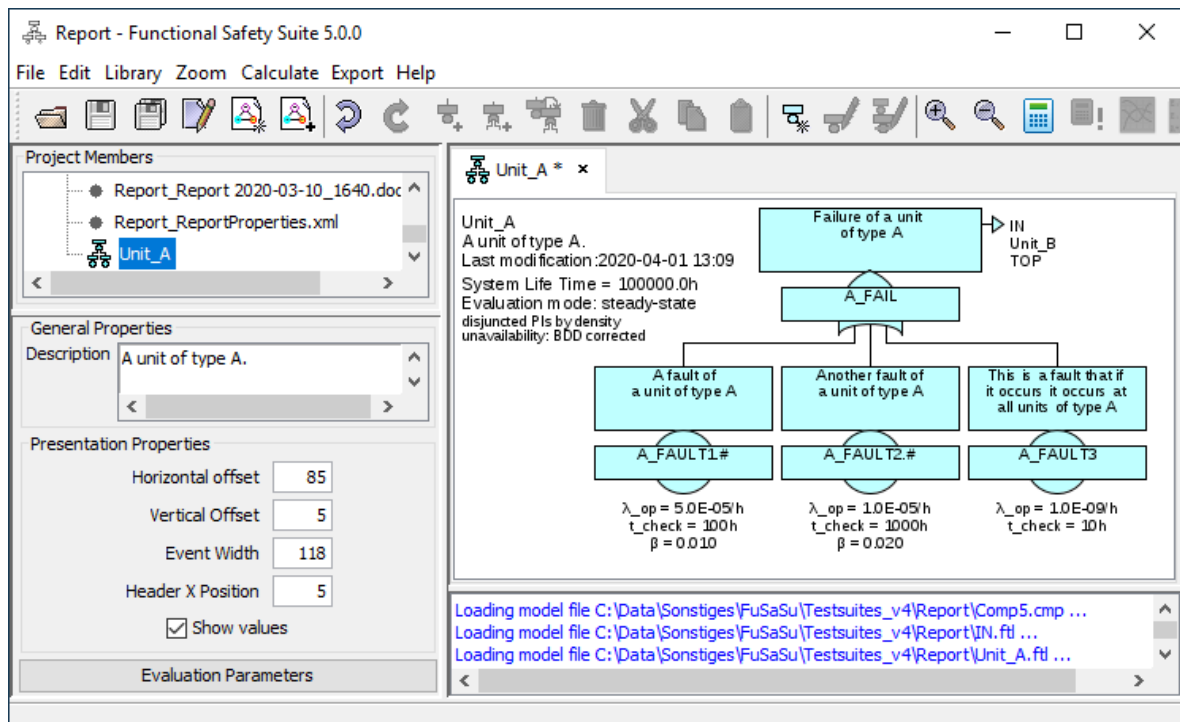 Report - Functional Safety Suite 5.0.0
File Edit Library Zoom Calculate Export Help
Project Members
Report_Report 2020-03-10_1640.doc
Report_ReportProperties.xml
Unit_A
General Properties
Description
A unit of type A.
Presentation Properties
Horizontal offset 85
Vertical Offset 5
Event Width 118
Header X Position 5
Show values
Evaluation Parameters
Unit_A *
Unit_A
A unit of type A.
Last modification :2020-04-01 13:09
System Life Time = 100000.0h
Evaluation mode: steady-state
disjuncted PIs by density
unavailability: BDD corrected
Failure of a unit
of type A
IN
Unit_B
TOP
A_FAIL
A fault of
a unit of type A
A_FAULT1.#
λ_op = 5.0E-05/h
t_check = 100h
β = 0.010
Another fault of
a unit of type A
A_FAULT2.#
λ_op = 1.0E-05/h
t_check = 1000h
β = 0.020
This is a fault that if
it occurs it occurs at
all units of type A
A_FAULT3
λ_op = 1.0E-09/h
t_check = 10h
Loading model file C:\Data\Sonstiges\FuSaSu\Testsuites_v4\Report\Comp5.cmp ...
Loading model file C:\Data\Sonstiges\FuSaSu\Testsuites_v4\Report\IN.ftl ...
Loading model file C:\Data\Sonstiges\FuSaSu\Testsuites_v4\Report\Unit_A.ftl ...